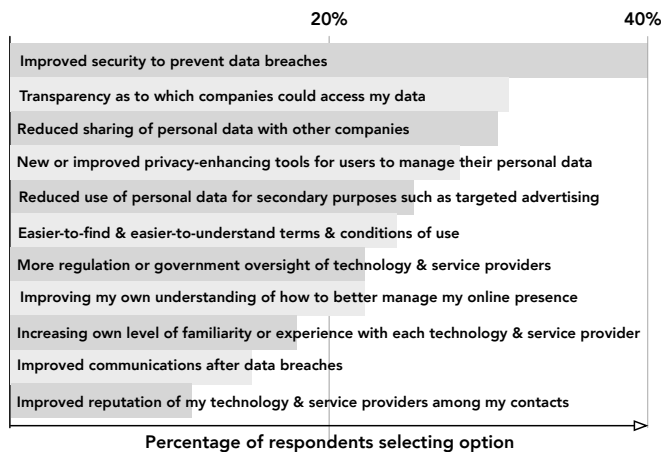 20% 40%
Improved security to prevent data breaches
Transparency as to which companies could access my data
Reduced sharing of personal data with other companies
New or improved privacy-enhancing tools for users to manage their personal data
Reduced use of personal data for secondary purposes such as targeted advertising
Easier-to-find & easier-to-understand terms & conditions of use
More regulation or government oversight of technology & service providers
Improving my own understanding of how to better manage my online presence
Increasing own level of familiarity or experience with each technology & service provider
Improved communications after data breaches
Improved reputation of my technology & service providers among my contacts
Percentage of respondents selecting option